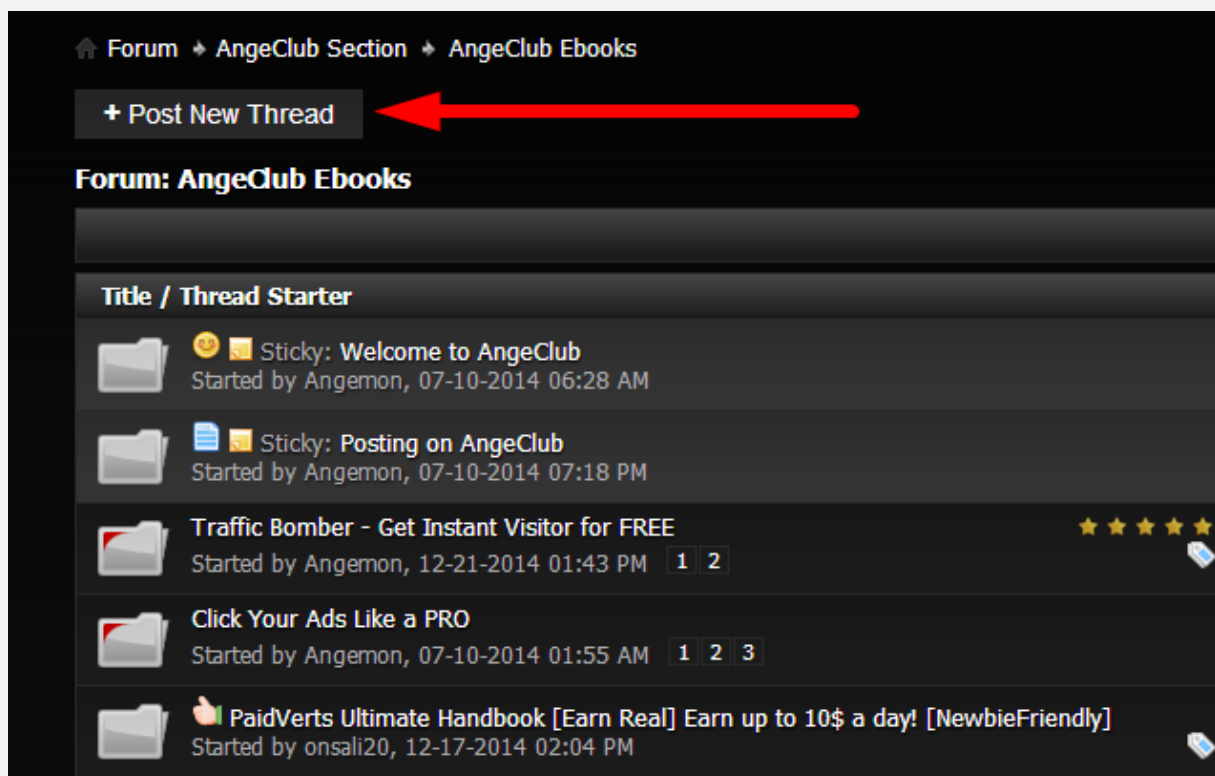 Forum AngeClub Section AngeClub Ebooks
+ Post New Thread
Forum: AngeClub Ebooks
Title / Thread Starter
Sticky: Welcome to AngeClub
Started by Angemon, 07-10-2014 06:28 AM
Sticky: Posting on AngeClub
Started by Angemon, 07-10-2014 07:18 PM
Traffic Bomber - Get Instant Visitor for FREE
Started by Angemon, 12-21-2014 01:43 PM 1 2
Click Your Ads Like a PRO
Started by Angemon, 07-10-2014 01:55 AM 1 2 3
PaidVerts Ultimate Handbook [Earn Real] Earn up to 10$ a day! [NewbieFriendly]
Started by onsali20, 12-17-2014 02:04 PM